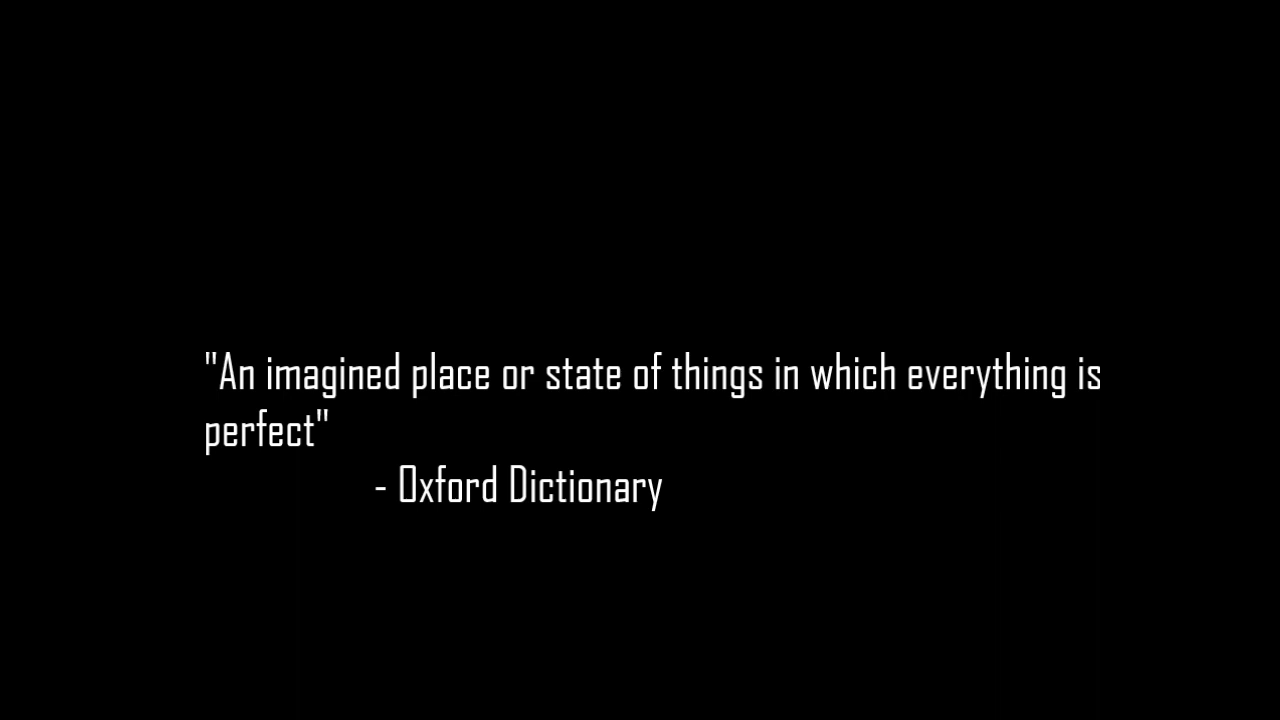 "An imagined place or state of things in which everything is
perfect"
- Oxford Dictionary